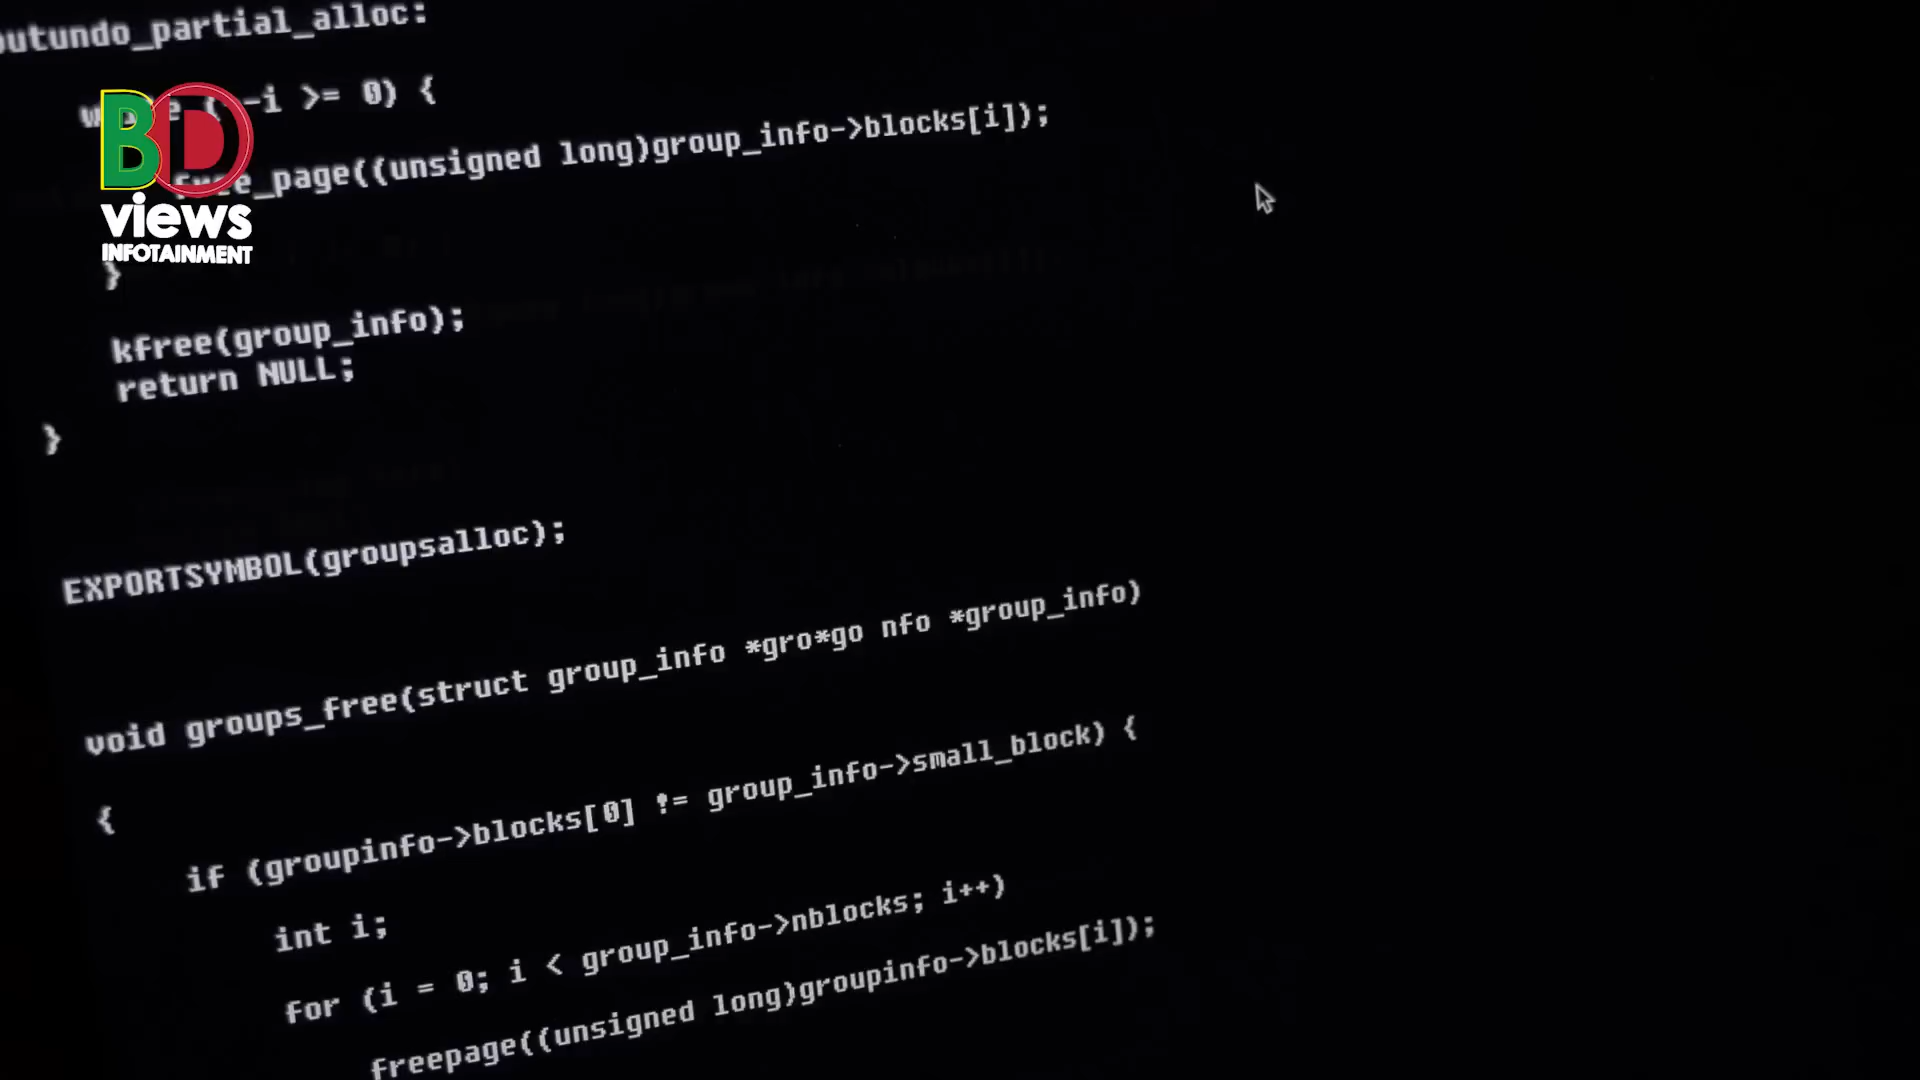 outundo_partial_alloc:
while (--i >= 0) {
free_page((unsigned long)group_info->blocks[i]);
BD
views
INFOTAINMENT
}
kfree(group_info);
return NULL;
}
EXPORTSYMBOL(groupsalloc);
void groups_free(struct group_info *gro*go nfo *group_info)
{
if (groupinfo->blocks[0] != group_info->small_block) {
int i;
for (i = 0; i < group_info->nblocks; i++)
freepage((unsigned long)groupinfo->blocks[i]);